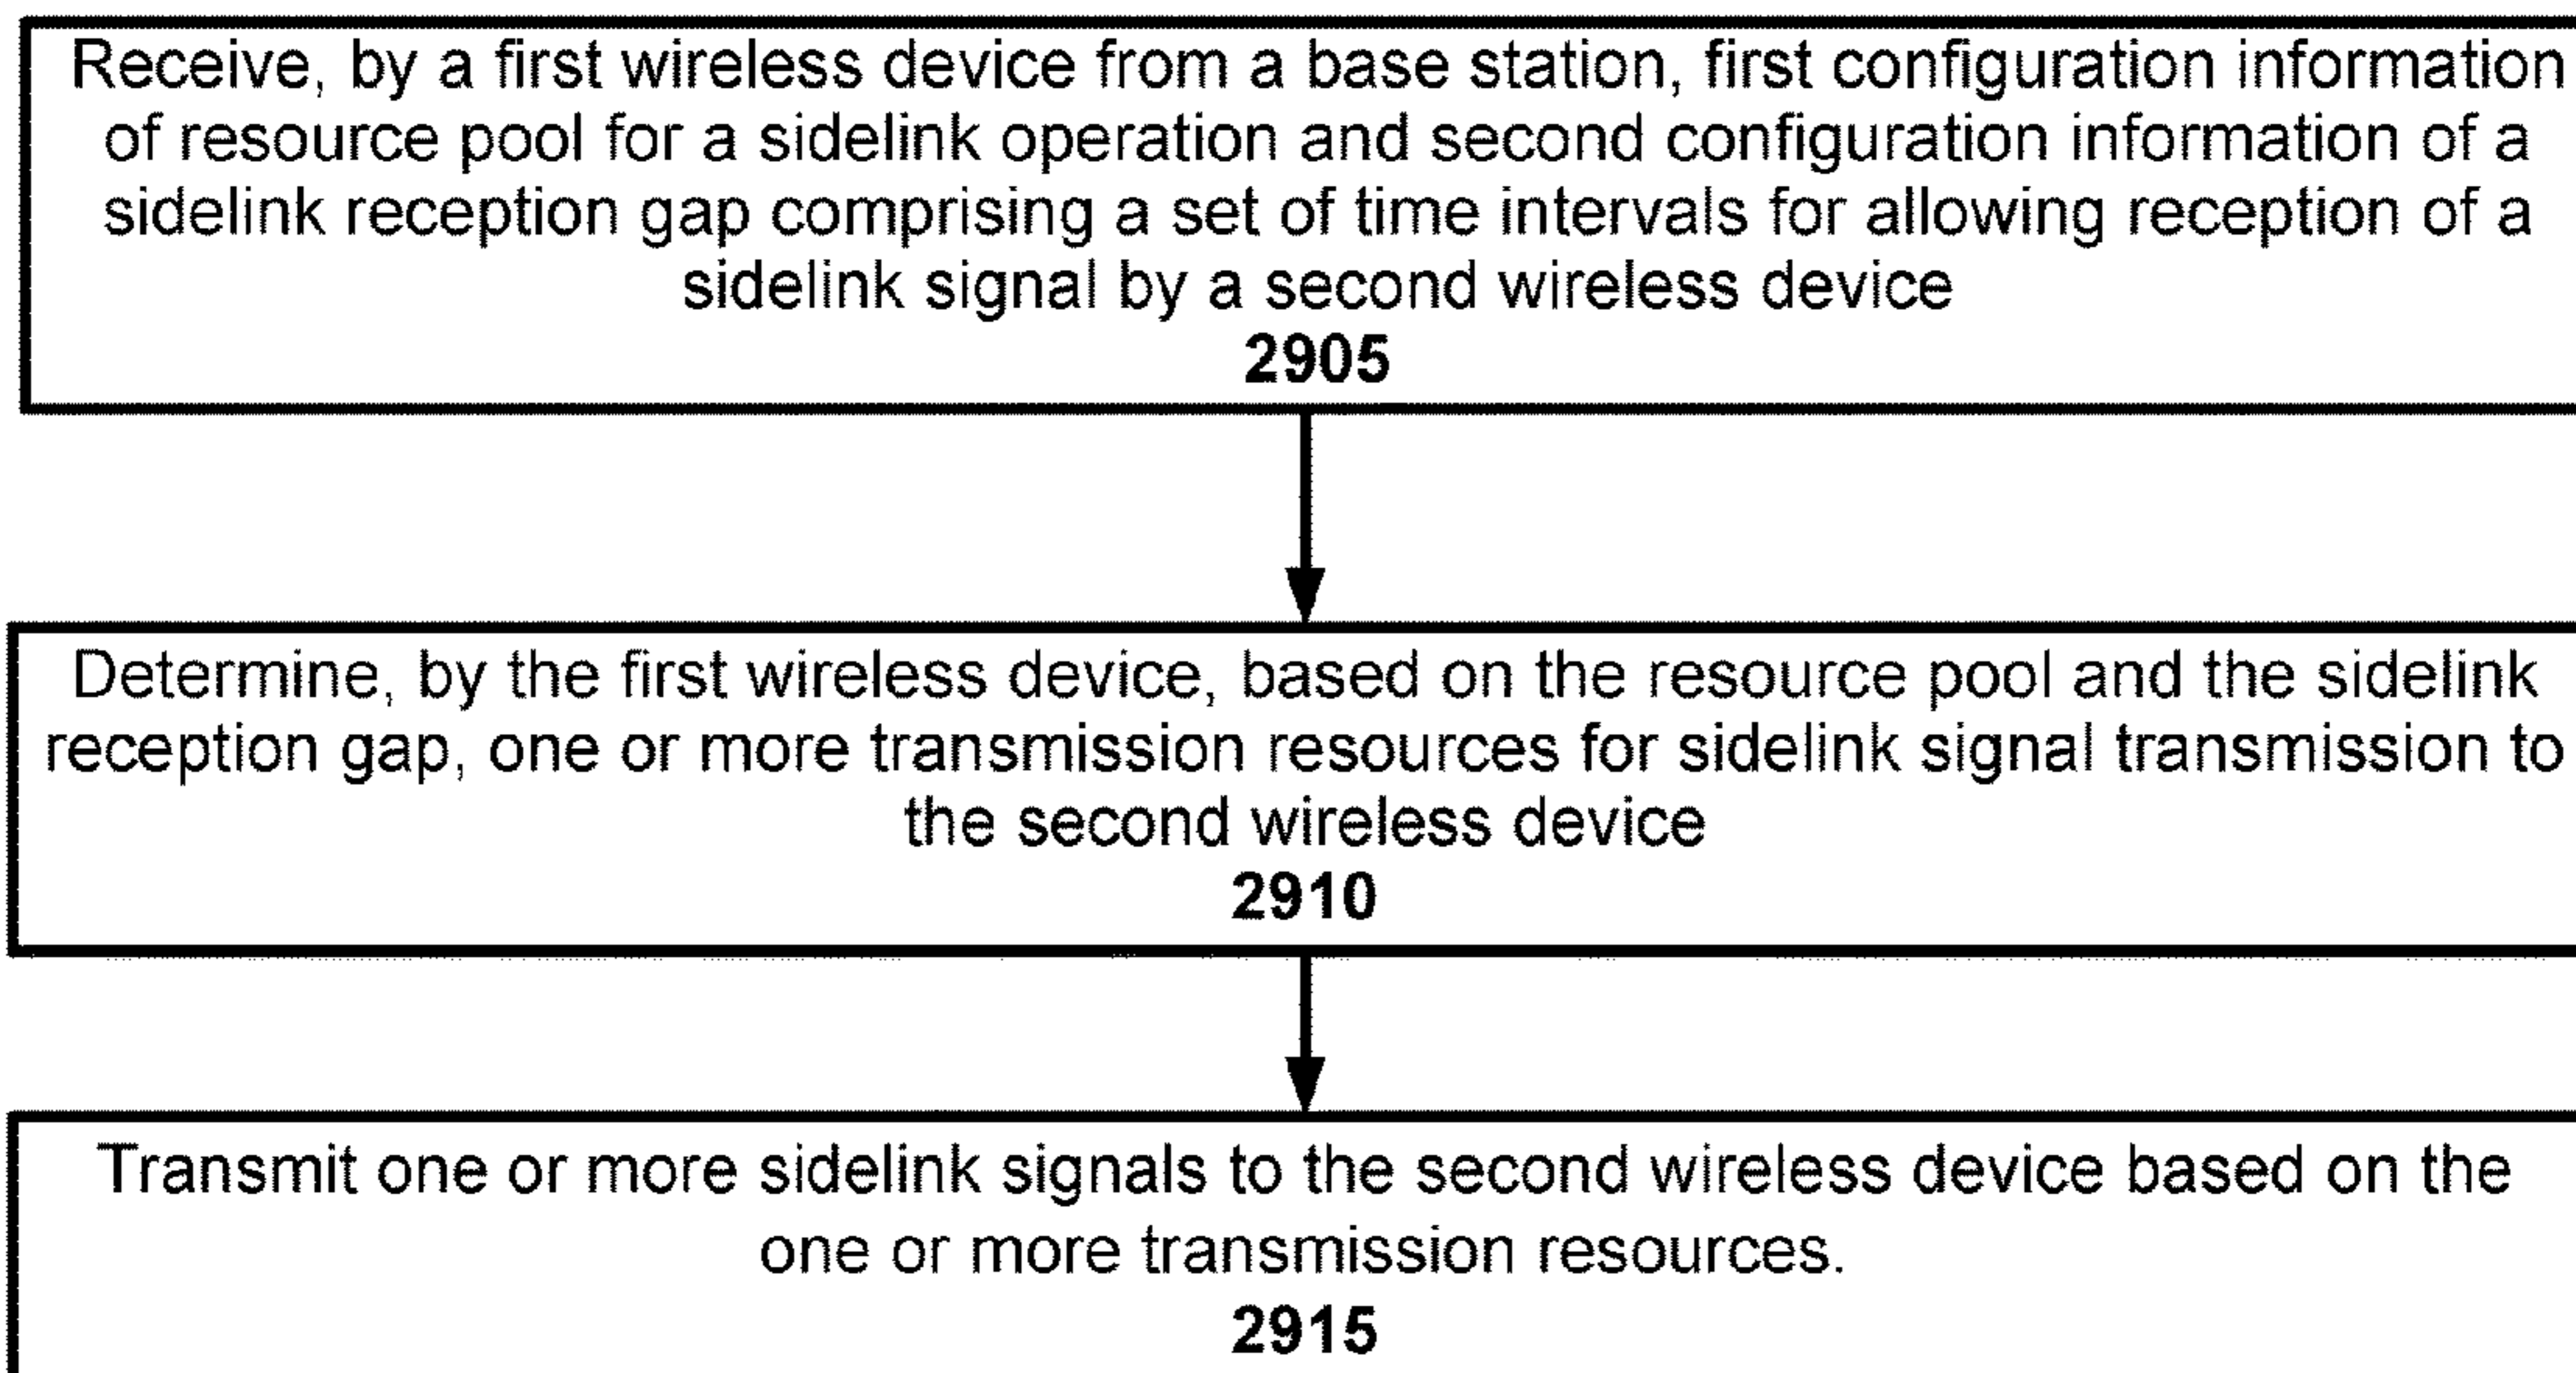 Receive, by a first wireless device from a base station, first configuration information
of resource pool for a sidelink operation and second configuration information of a
sidelink reception gap comprising a set of time intervals for allowing reception of a
sidelink signal by a second wireless device
2905
Determine, by the first wireless device, based on the resource pool and the sidelink
reception gap, one or more transmission resources for sidelink signal transmission to
the second wireless device
2910
Transmit one or more sidelink signals to the second wireless device based on the
one or more transmission resources.
2915